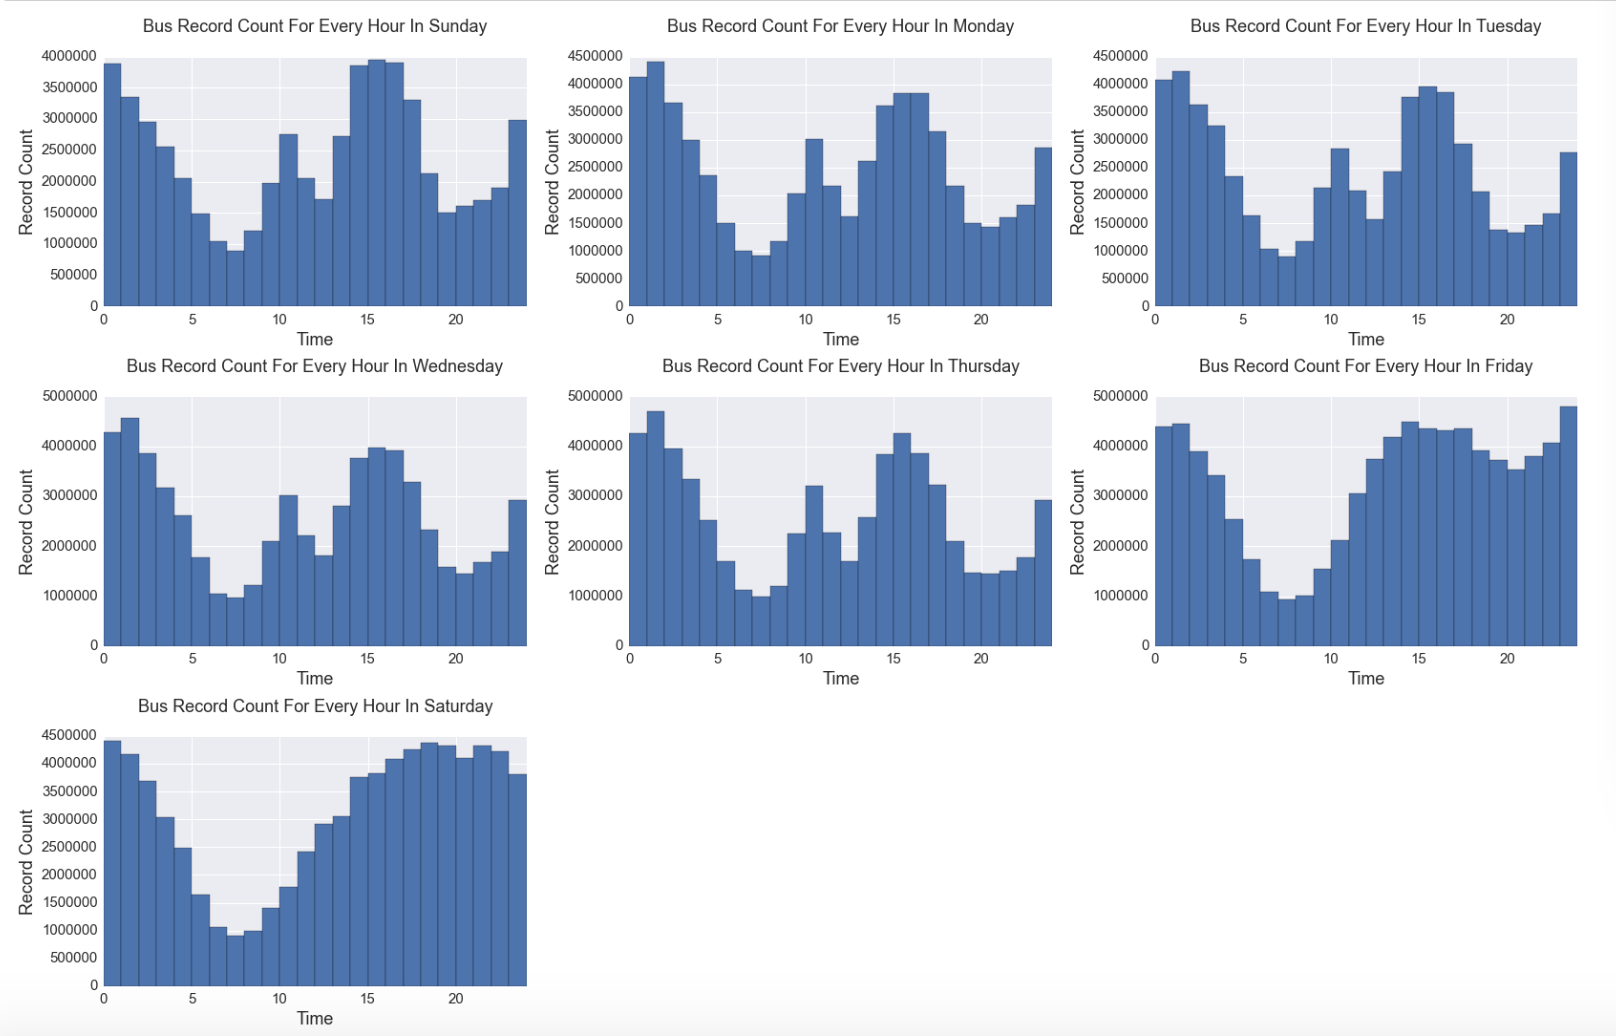 Bus Record Count For Every Hour In Sunday
Record Count
4000000
3500000
3000000
2500000
2000000
1500000
1000000
500000
0
0 5 10 15 20
Time
Bus Record Count For Every Hour In Monday
Record Count
4500000
4000000
3500000
3000000
2500000
2000000
1500000
1000000
500000
0
0 5 10 15 20
Time
Bus Record Count For Every Hour In Tuesday
Record Count
4500000
4000000
3500000
3000000
2500000
2000000
1500000
1000000
500000
0
0 5 10 15 20
Time
Bus Record Count For Every Hour In Wednesday
Record Count
5000000
4000000
3000000
2000000
1000000
0
0 5 10 15 20
Time
Bus Record Count For Every Hour In Thursday
Record Count
5000000
4000000
3000000
2000000
1000000
0
0 5 10 15 20
Time
Bus Record Count For Every Hour In Friday
Record Count
5000000
4000000
3000000
2000000
1000000
0
0 5 10 15 20
Time
Bus Record Count For Every Hour In Saturday
Record Count
4500000
4000000
3500000
3000000
2500000
2000000
1500000
1000000
500000
0
0 5 10 15 20
Time